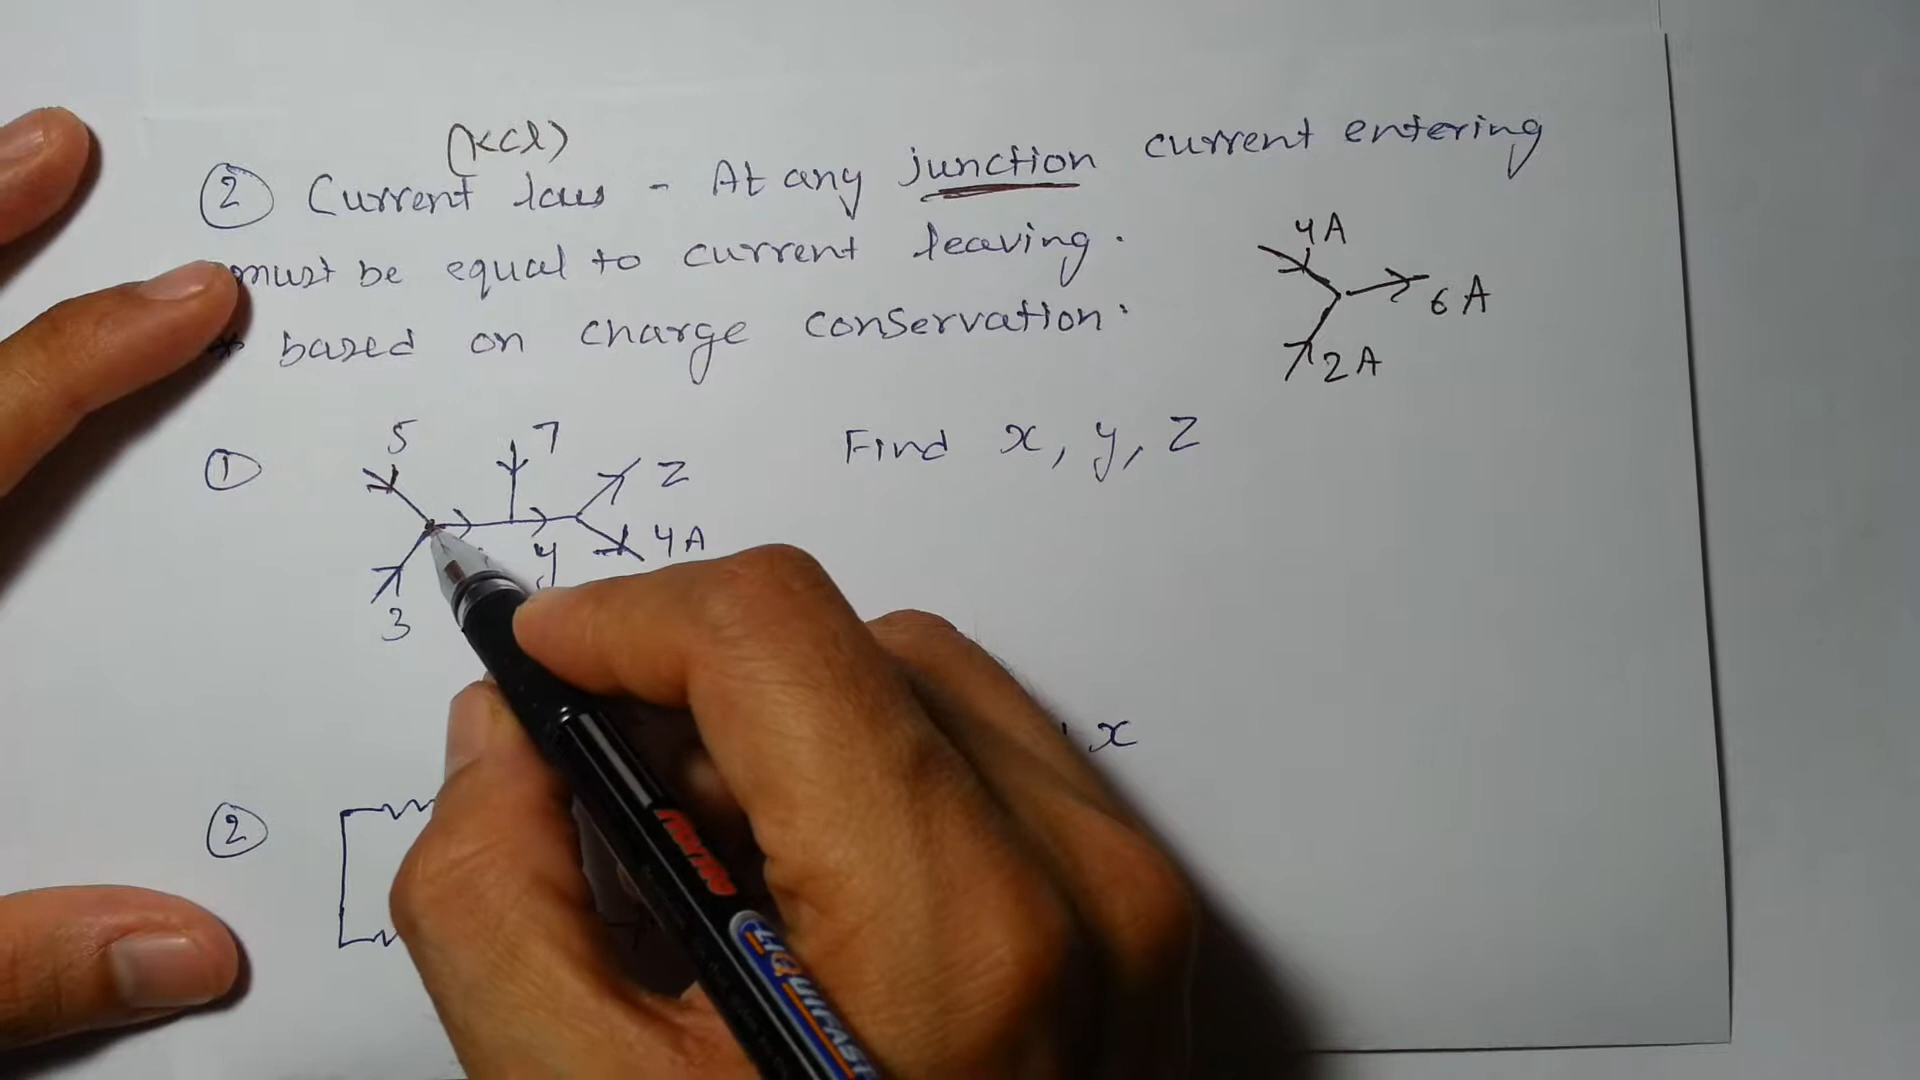 (KCL)
② Current law - At any junction current entering
must be equal to current leaving.
* based on charge conservation.
4A
6A
2A
①
5
7
Z
4A
y
3
Find x, y, z
x
②
LIQUIFAST